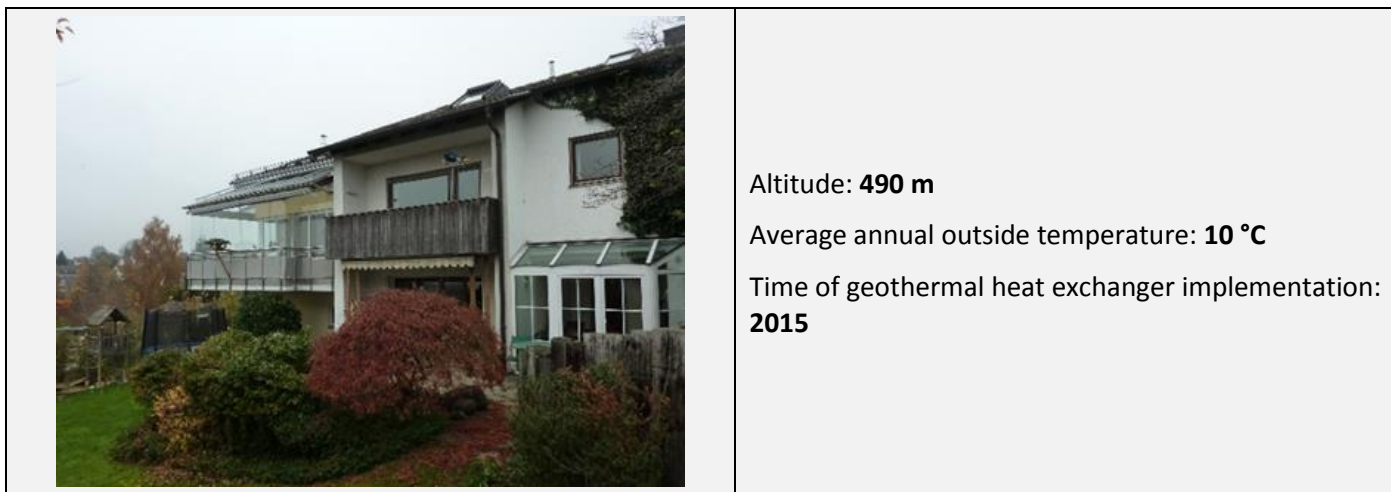 Altitude: 490 m
Average annual outside temperature: 10 °C
Time of geothermal heat exchanger implementation:
2015